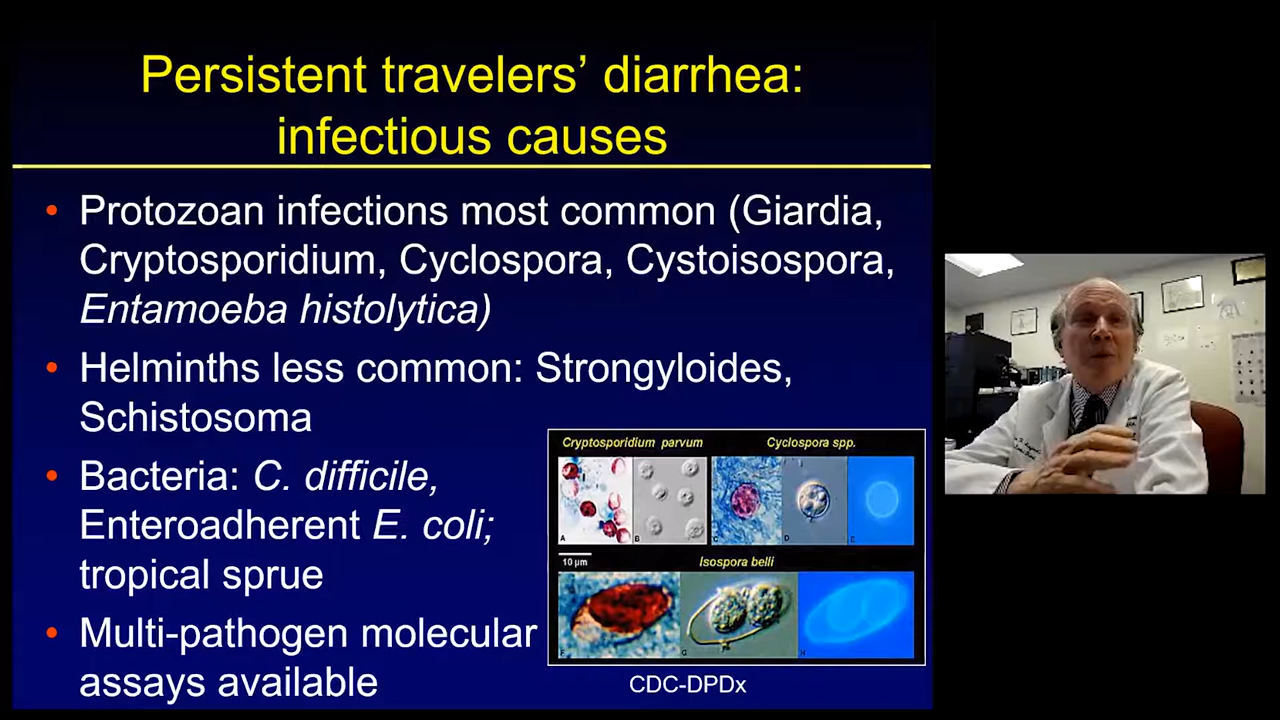 Persistent travelers’ diarrhea:
infectious causes
• Protozoan infections most common (Giardia,
Cryptosporidium, Cyclospora, Cystoisospora,
Entamoeba histolytica)
• Helminths less common: Strongyloides,
Schistosoma
• Bacteria: C. difficile,
Enteroadherent E. coli;
tropical sprue
• Multi-pathogen molecular
assays available
Cryptosporidium parvum
Cyclospora spp.
A
B
C
D
E
10 µm
Isospora belli
F
G
H
CDC-DPDx